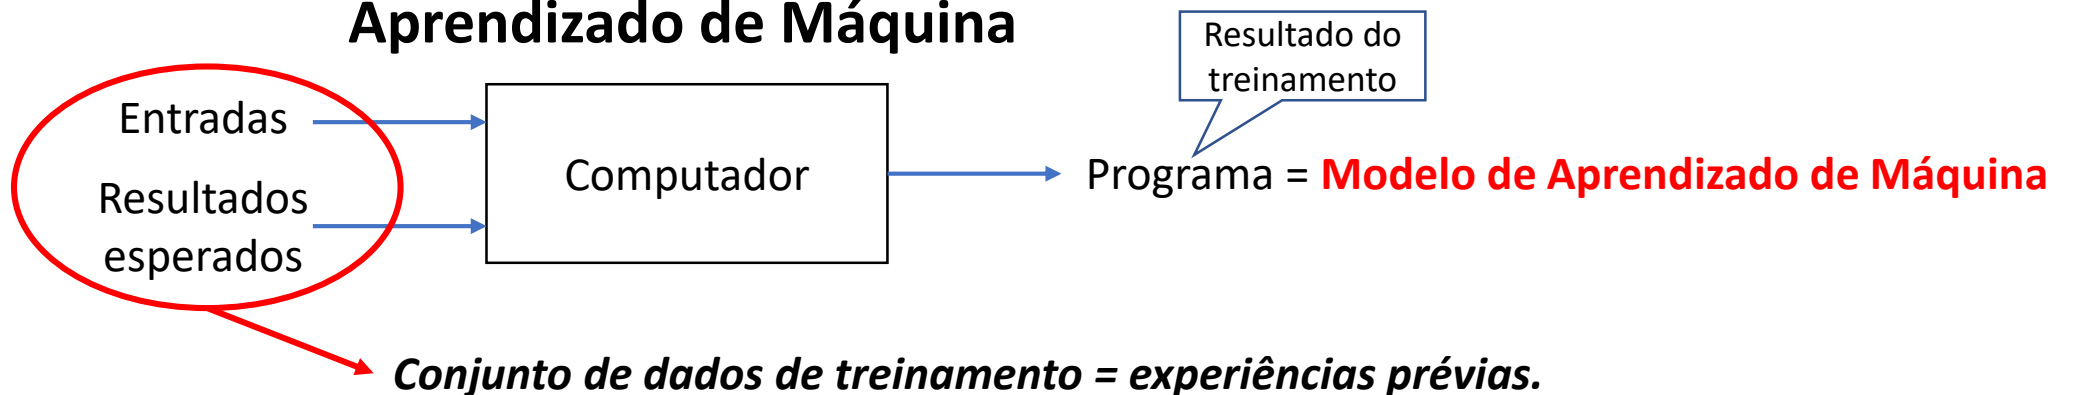 Aprendizado de Máquina
Resultado do
treinamento
Entradas
Resultados
esperados
Computador
Programa = Modelo de Aprendizado de Máquina
Conjunto de dados de treinamento = experiências prévias.